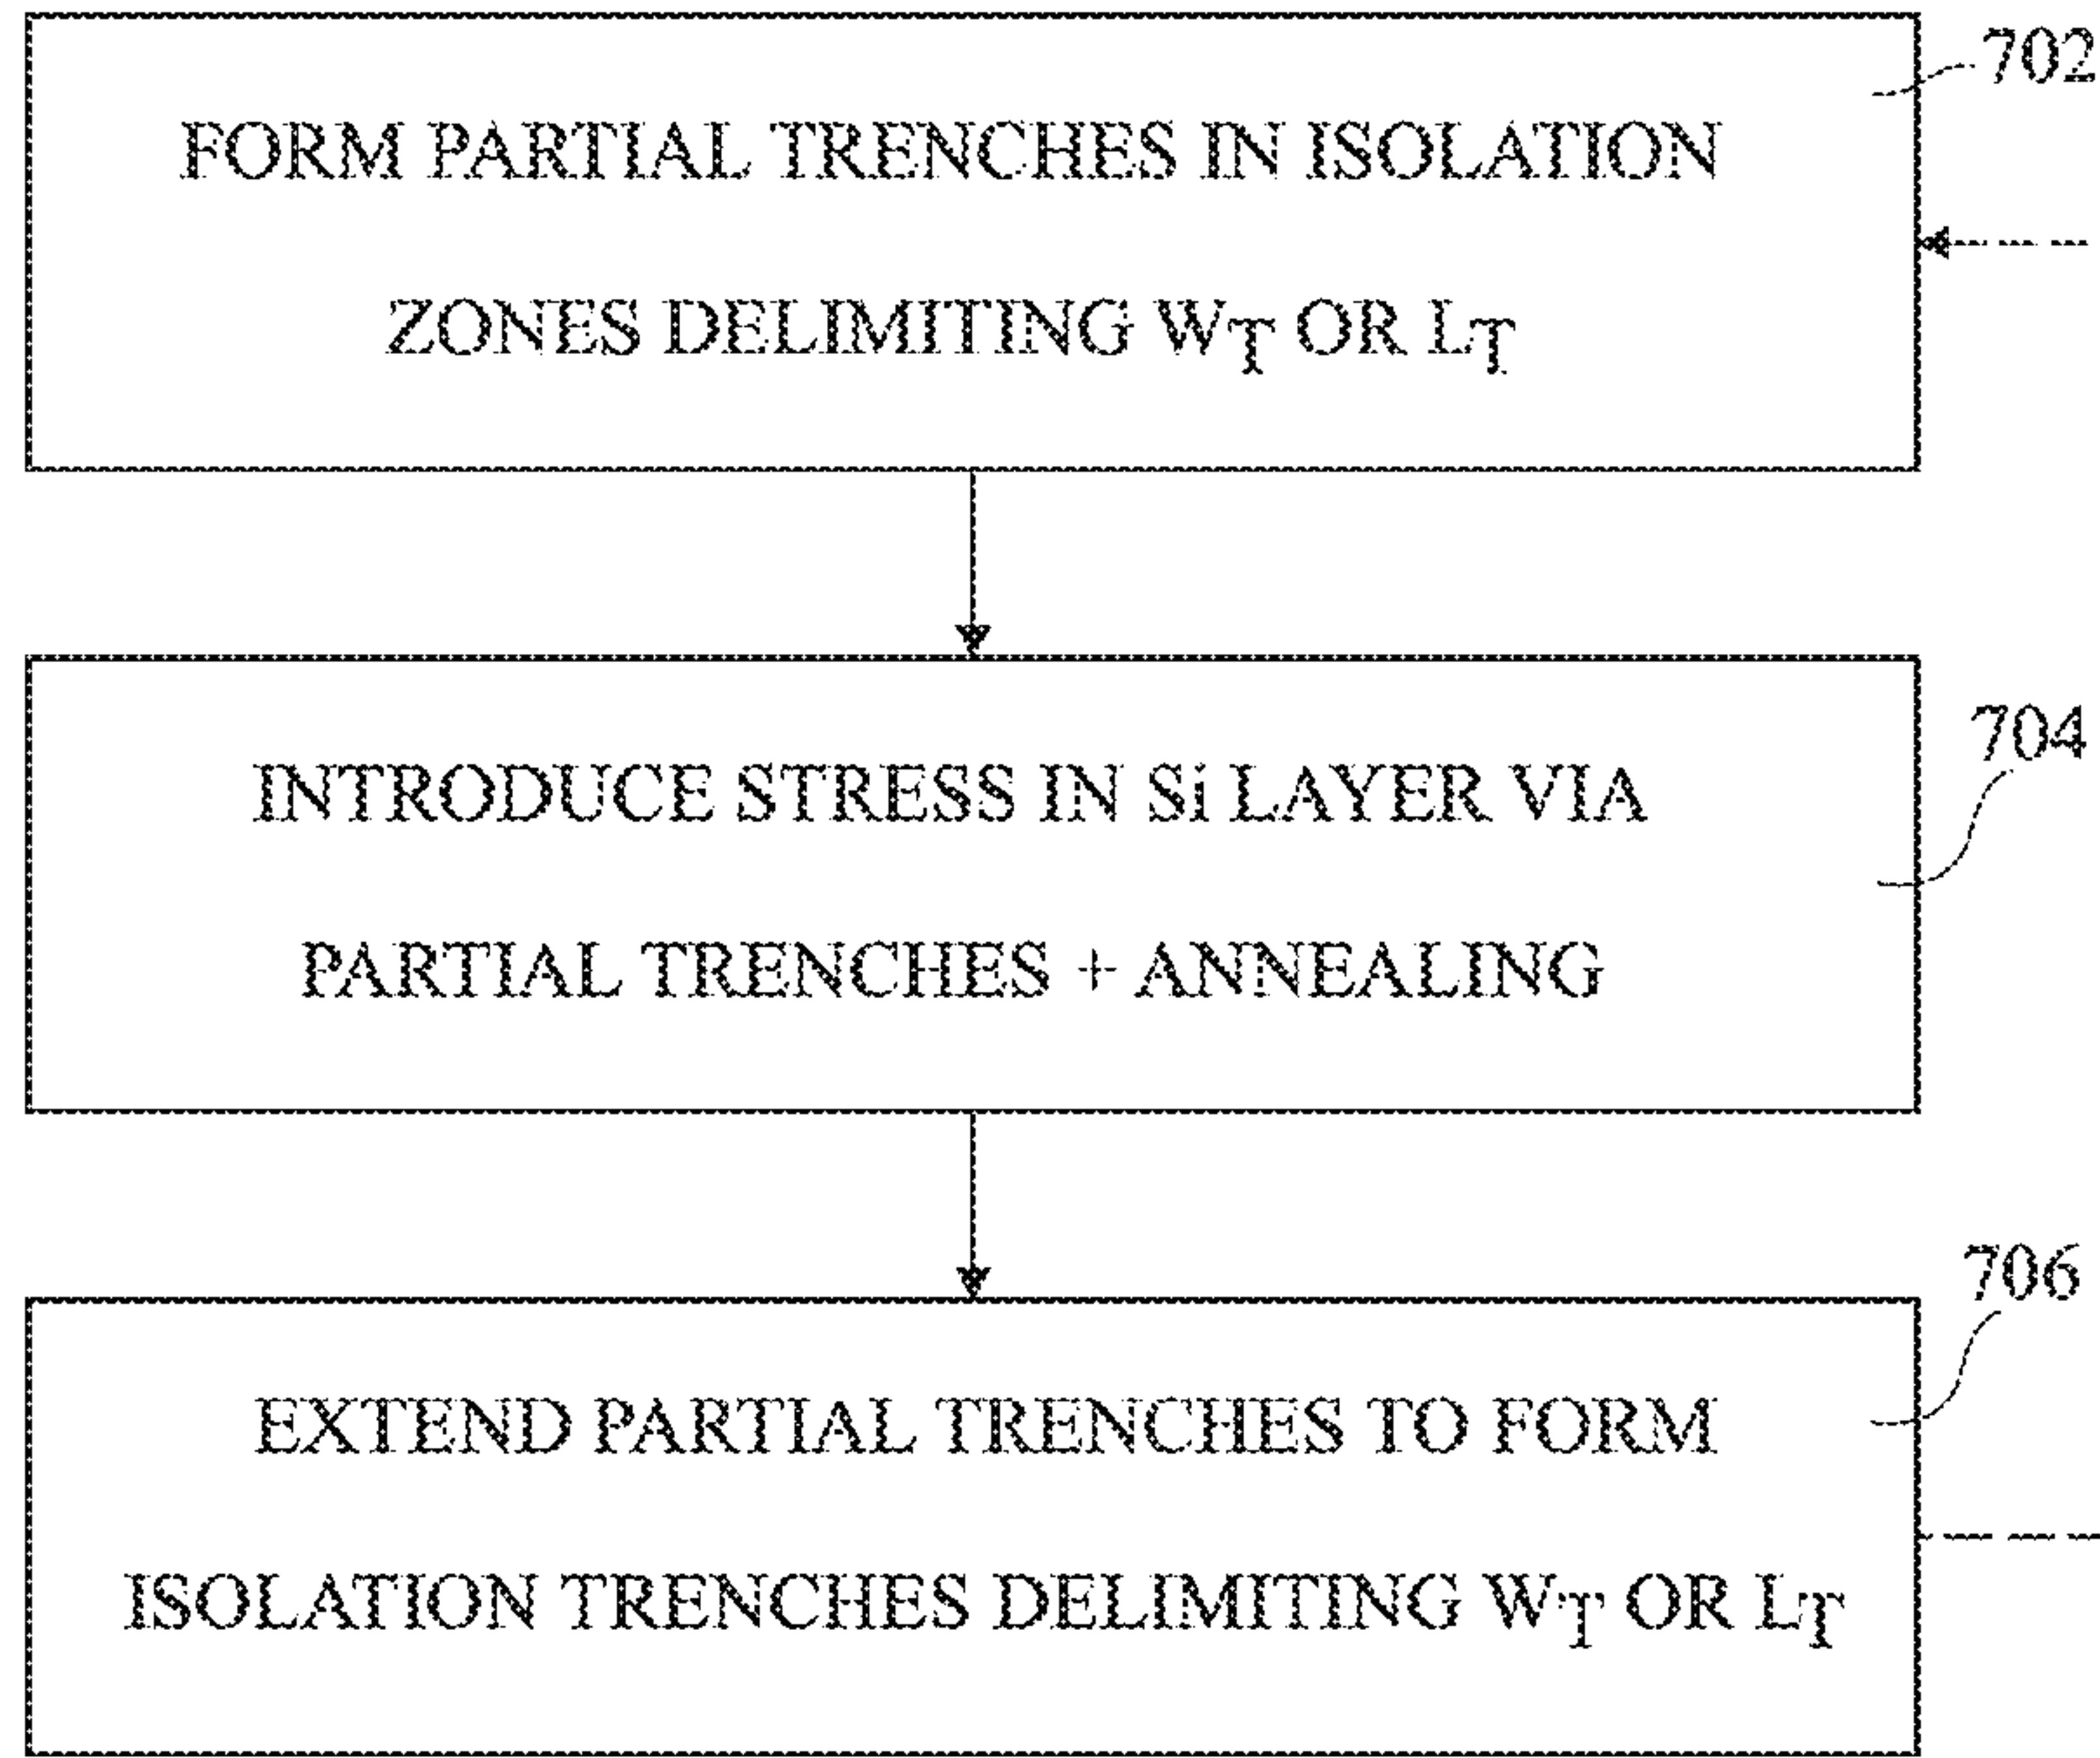 702
FORM PARTIAL TRENCHES IN ISOLATION
ZONES DELIMITING WT OR LT
704
INTRODUCE STRESS IN Si LAYER VIA
PARTIAL TRENCHES + ANNEALING
706
EXTEND PARTIAL TRENCHES TO FORM
ISOLATION TRENCHES DELIMITING WT OR LT